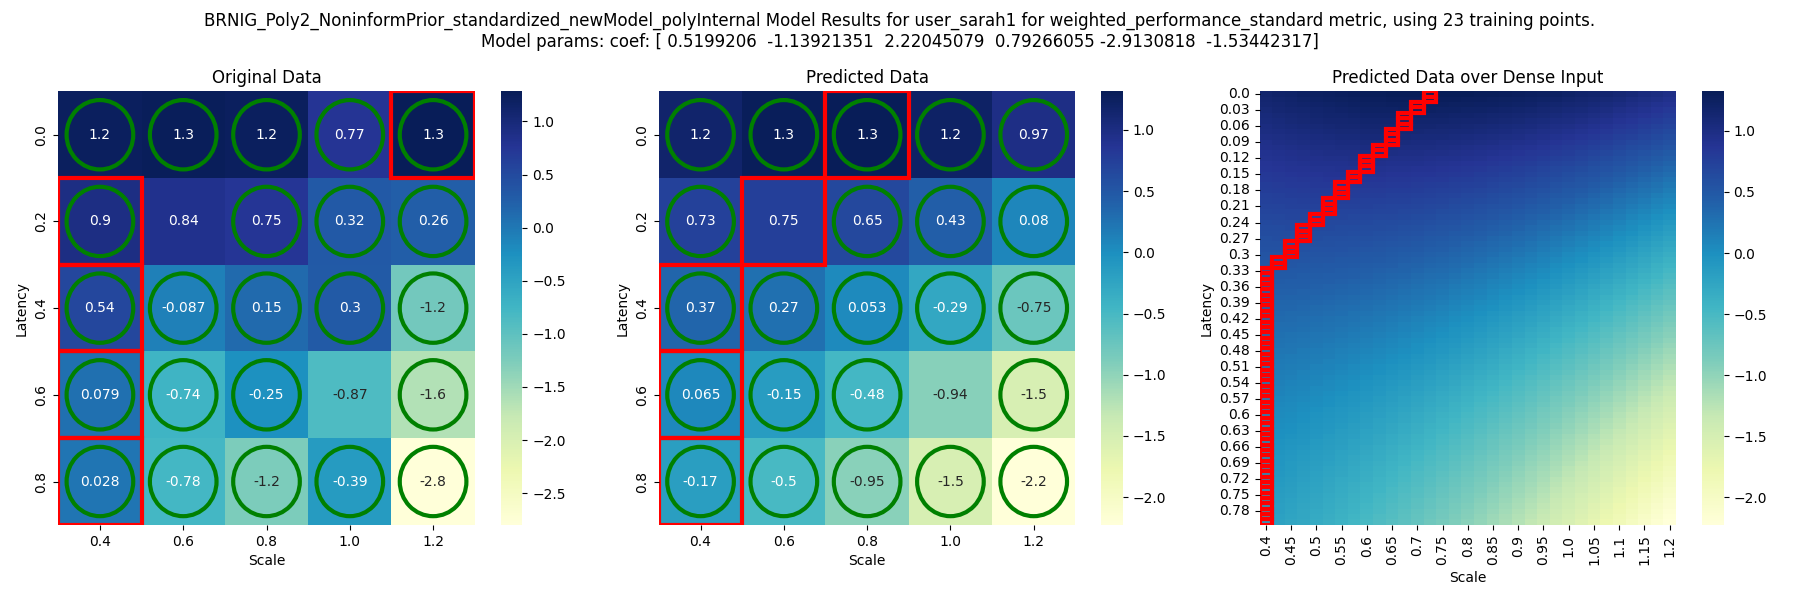 BRNIG_Poly2_NoninformPrior_standardized_newModel_polyInternal Model Results for user_sarah1 for weighted_performance_standard metric, using 23 training points.
Model params: coef: [ 0.5199206  -1.13921351  2.22045079  0.79266055 -2.9130818  -1.53442317]
Original Data
1.2 1.3 1.2 0.77 1.3
0.9 0.84 0.75 0.32 0.26
0.54 -0.087 0.15 0.3 -1.2
0.079 -0.74 -0.25 -0.87 -1.6
0.028 -0.78 -1.2 -0.39 -2.8
0.0
0.2
0.4
0.6
0.8
Latency
0.4 0.6 0.8 1.0 1.2
Scale
1.0
0.5
0.0
−0.5
−1.0
−1.5
−2.0
−2.5
Predicted Data
1.2 1.3 1.3 1.2 0.97
0.73 0.75 0.65 0.43 0.08
0.37 0.27 0.053 -0.29 -0.75
0.065 -0.15 -0.48 -0.94 -1.5
-0.17 -0.5 -0.95 -1.5 -2.2
0.0
0.2
0.4
0.6
0.8
Latency
0.4 0.6 0.8 1.0 1.2
Scale
1.0
0.5
0.0
−0.5
−1.0
−1.5
−2.0
Predicted Data over Dense Input
0.0
0.03
0.06
0.09
0.12
0.15
0.18
0.21
0.24
0.27
0.3
0.33
0.36
0.39
0.42
0.45
0.48
0.51
0.54
0.57
0.6
0.63
0.66
0.69
0.72
0.75
0.78
Latency
0.4 0.45 0.5 0.55 0.6 0.65 0.7 0.75 0.8 0.85 0.9 0.95 1.0 1.05 1.1 1.15 1.2
Scale
1.0
0.5
0.0
−0.5
−1.0
−1.5
−2.0